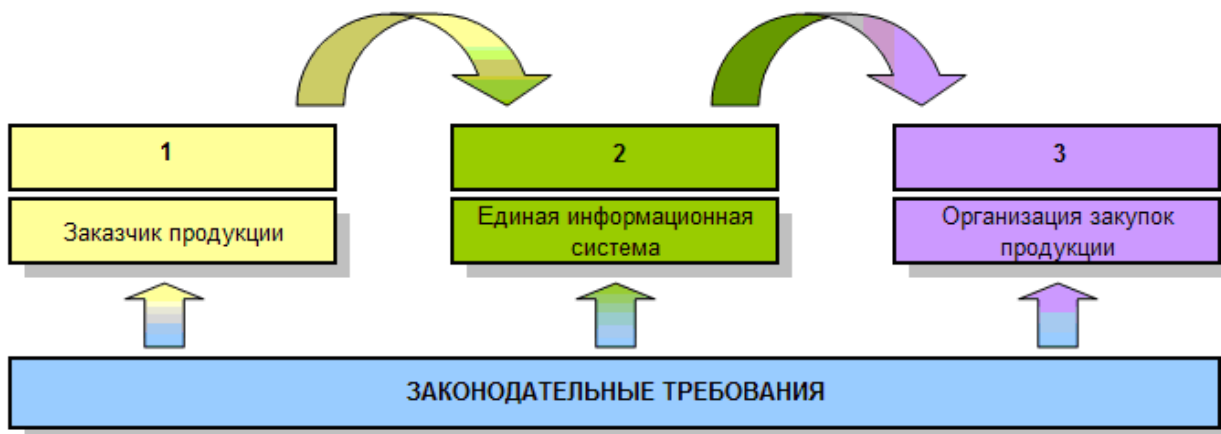 1
2
3
Заказчик продукции
Единая информационная
система
Организация закупок
продукции
ЗАКОНОДАТЕЛЬНЫЕ ТРЕБОВАНИЯ